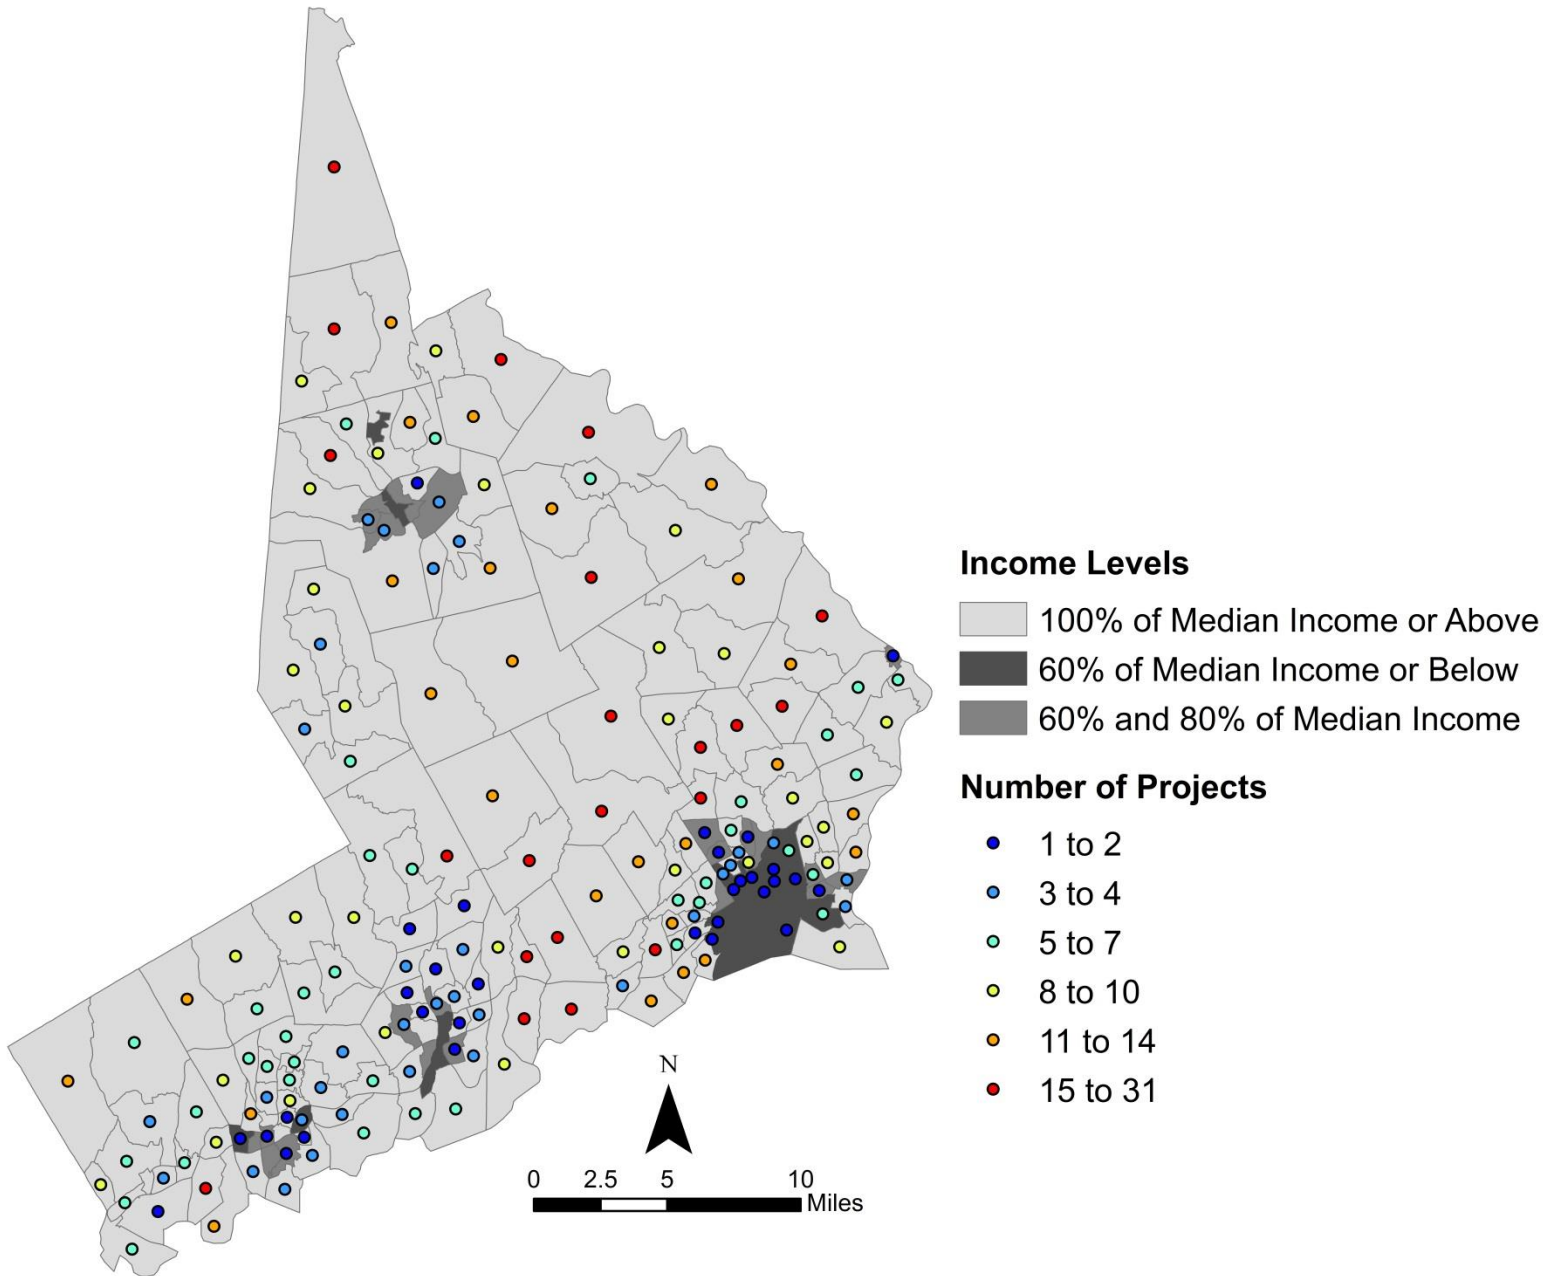 Income Levels
100% of Median Income or Above
60% of Median Income or Below
60% and 80% of Median Income
Number of Projects
1 to 2
3 to 4
5 to 7
8 to 10
11 to 14
15 to 31
N
0 2.5 5 10
Miles